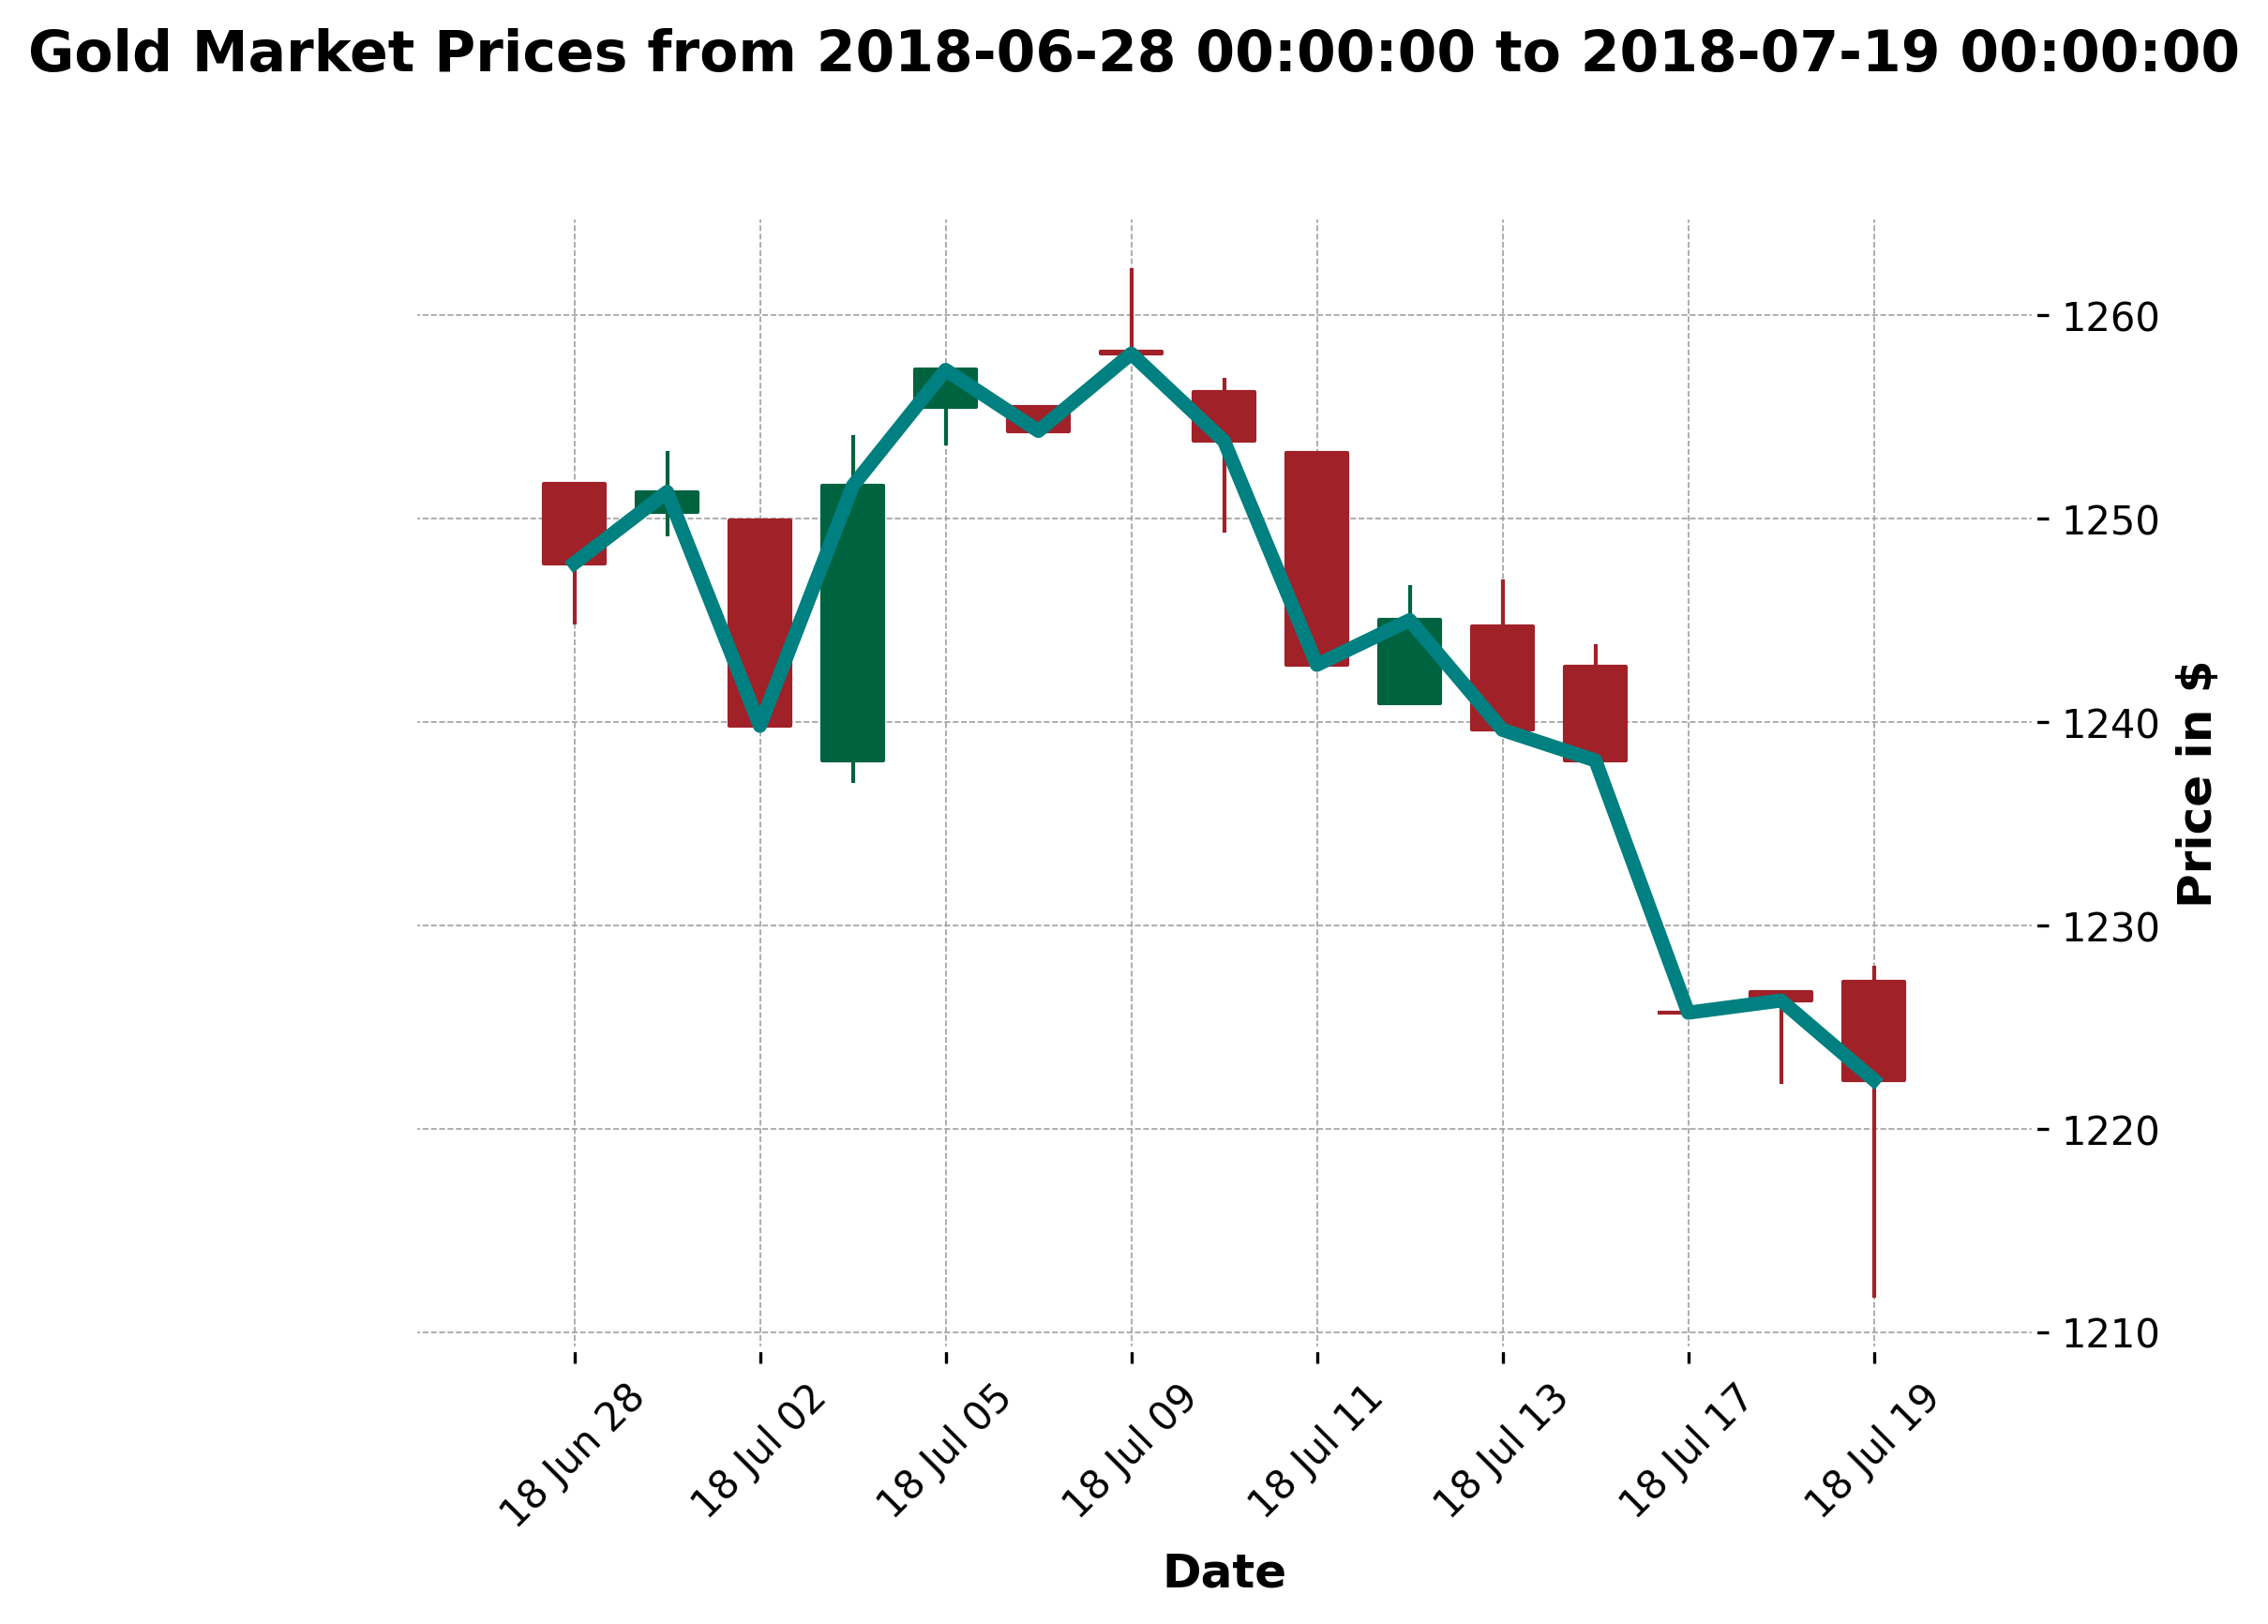 Gold Market Prices from 2018-06-28 00:00:00 to 2018-07-19 00:00:00
1260
1250
1240
1230
1220
1210
Price in $
18 Jun 28
18 Jul 02
18 Jul 05
18 Jul 09
18 Jul 11
18 Jul 13
18 Jul 17
18 Jul 19
Date